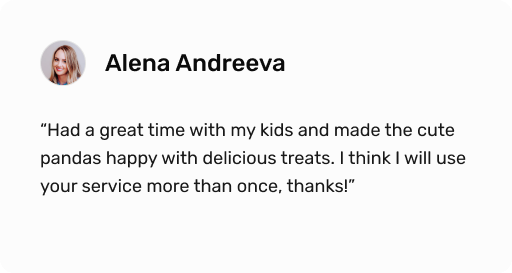 Alena Andreeva
“Had a great time with my kids and made the cute
pandas happy with delicious treats. I think I will use
your service more than once, thanks!”